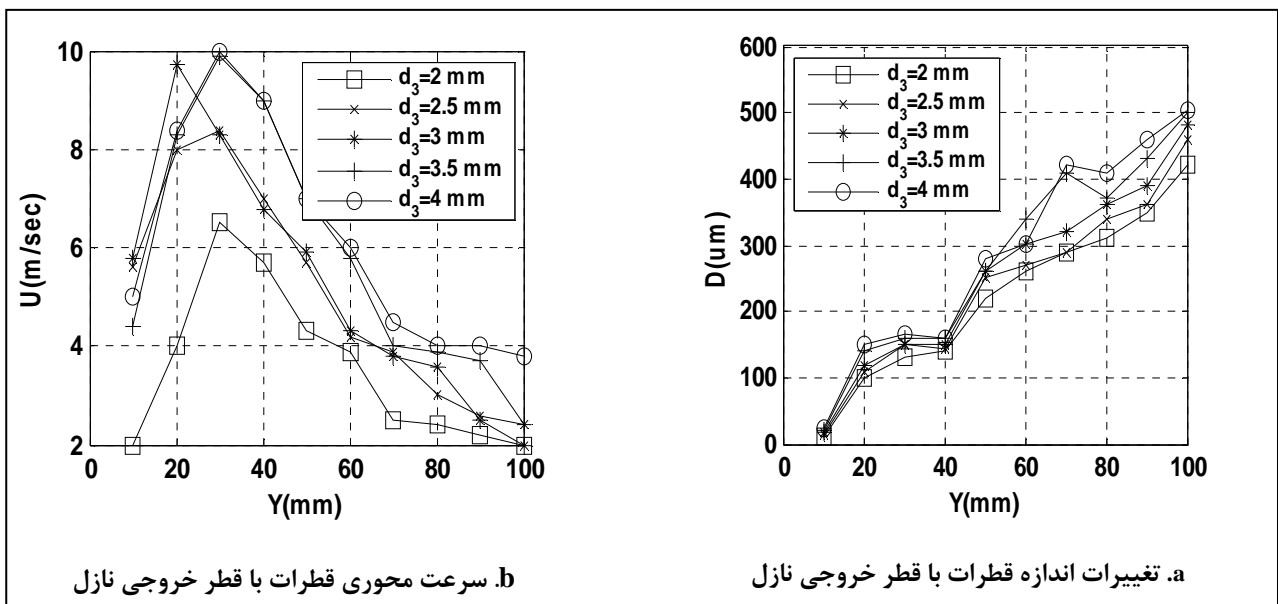 10
8
6
4
2
0 20 40 60 80 100
U(m/sec)
Y(mm)
d3=2 mm
d3=2.5 mm
d3=3 mm
d3=3.5 mm
d3=4 mm
b. سرعت محوری قطرات با قطر خروجی نازل
600
500
400
300
200
100
0
0 20 40 60 80 100
D(um)
Y(mm)
d3=2 mm
d3=2.5 mm
d3=3 mm
d3=3.5 mm
d3=4 mm
a. تغییرات اندازه قطرات با قطر خروجی نازل